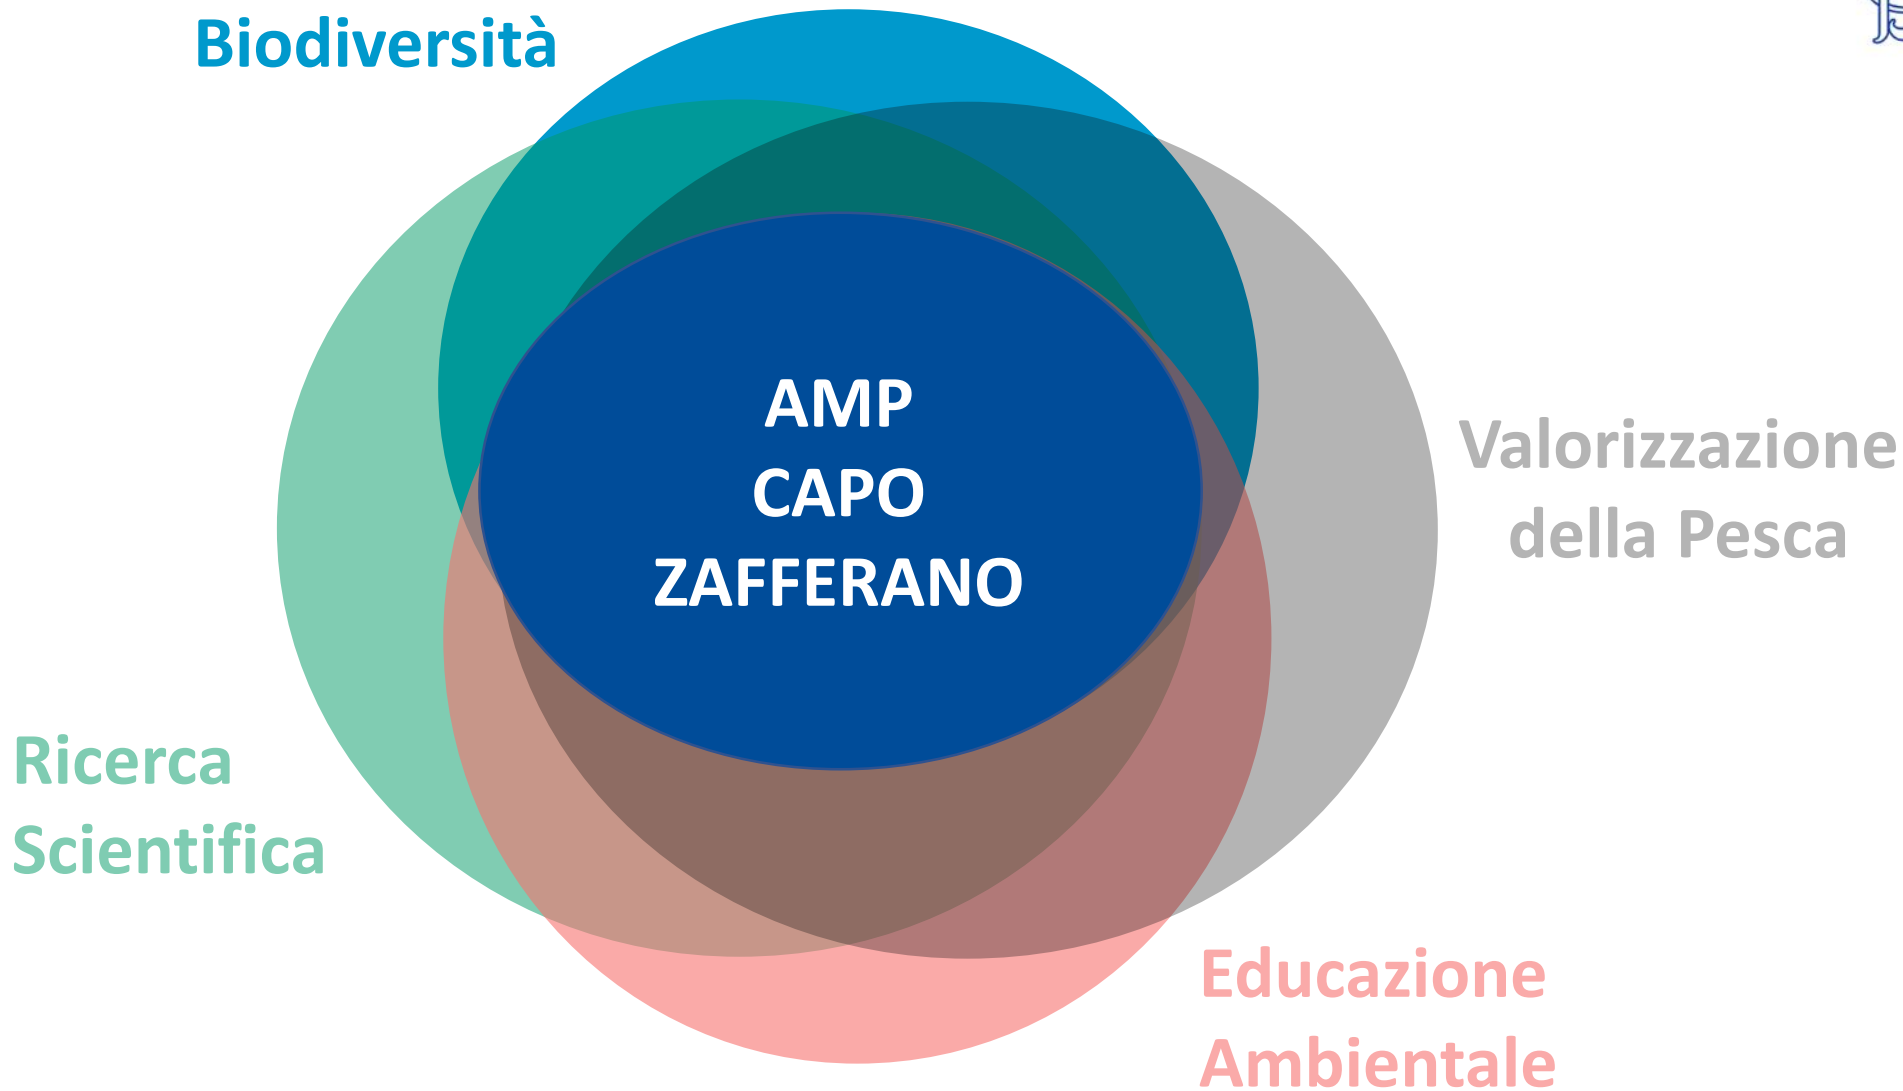 Biodiversità
AMP
CAPO
ZAFFERANO
Valorizzazione
della Pesca
Ricerca
Scientifica
Educazione
Ambientale